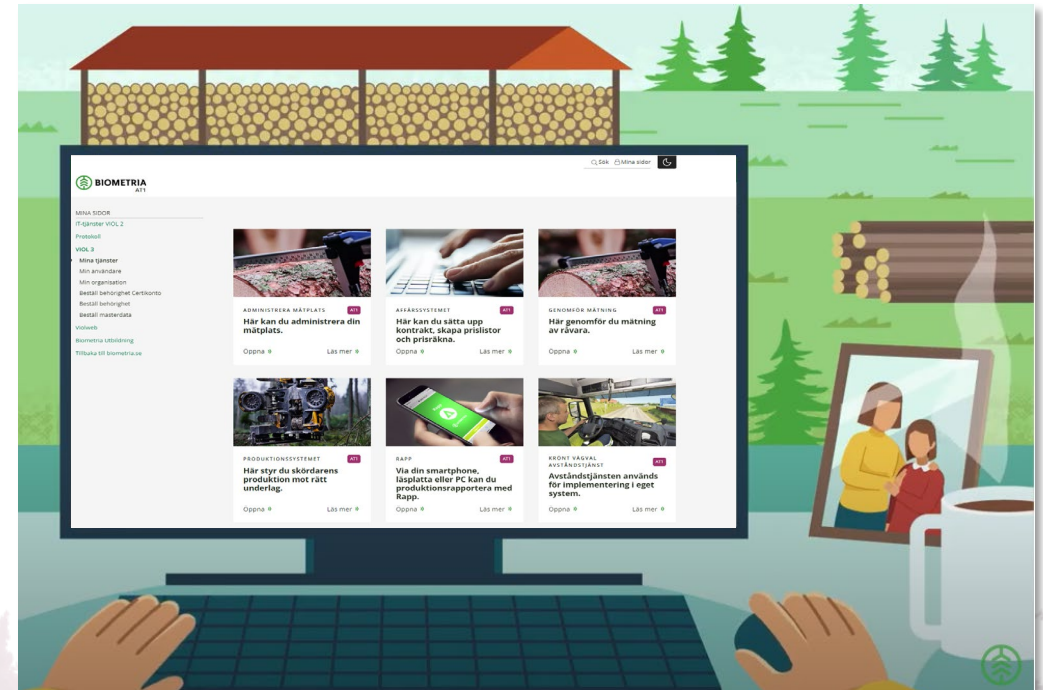 Sök Mina sidor
BIOMETRIA
AT1
MINA SIDOR
IT-tjänster VIOL 2
Protokoll
VIOL 3
Mina tjänster
Min användare
Min organisation
Beställ behörighet Certikonto
Beställ behörighet
Beställ masterdata
Violweb
Biometria Utbildning
Tillbaka till biometria.se
ADMINISTRERA MÄTPLATS AT1
Här kan du administrera din
mätplats.
Öppna Läs mer
AFFÄRSSYSTEMET AT1
Här kan du sätta upp
kontrakt, skapa prislistor
och prisräkna.
Öppna Läs mer
GENOMFÖR MÄTNING AT1
Här genomför du mätning
av råvara.
Öppna Läs mer
PRODUKTIONSSYSTEMET AT1
Här styr du skördarens
produktion mot rätt
underlag.
Öppna Läs mer
RAPP AT1
Via din smartphone,
läsplatta eller PC kan du
produktionsrapportera med
Rapp.
Öppna Läs mer
KRÖNT VÄGVAL
AVSTÅNDSTJÄNST AT1
Avståndstjänsten används
för implementering i eget
system.
Öppna Läs mer